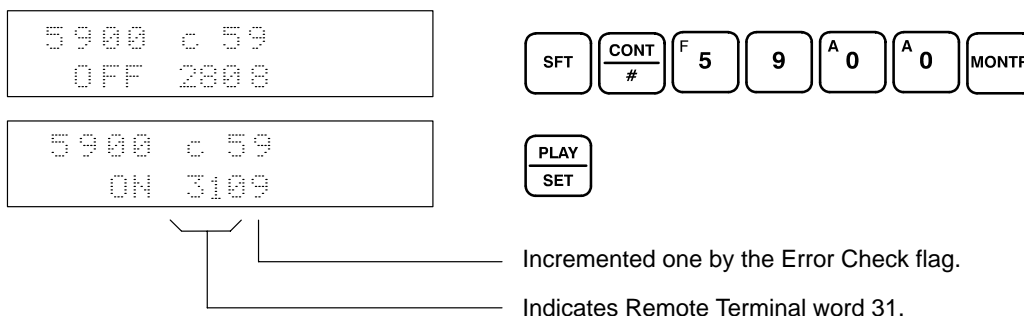 5900 c 59
OFF 2808
SFT CONT # F 5 9 A 0 A 0 MONTR
5900 c 59
ON 3109
PLAY SET
Incremented one by the Error Check flag.
Indicates Remote Terminal word 31.